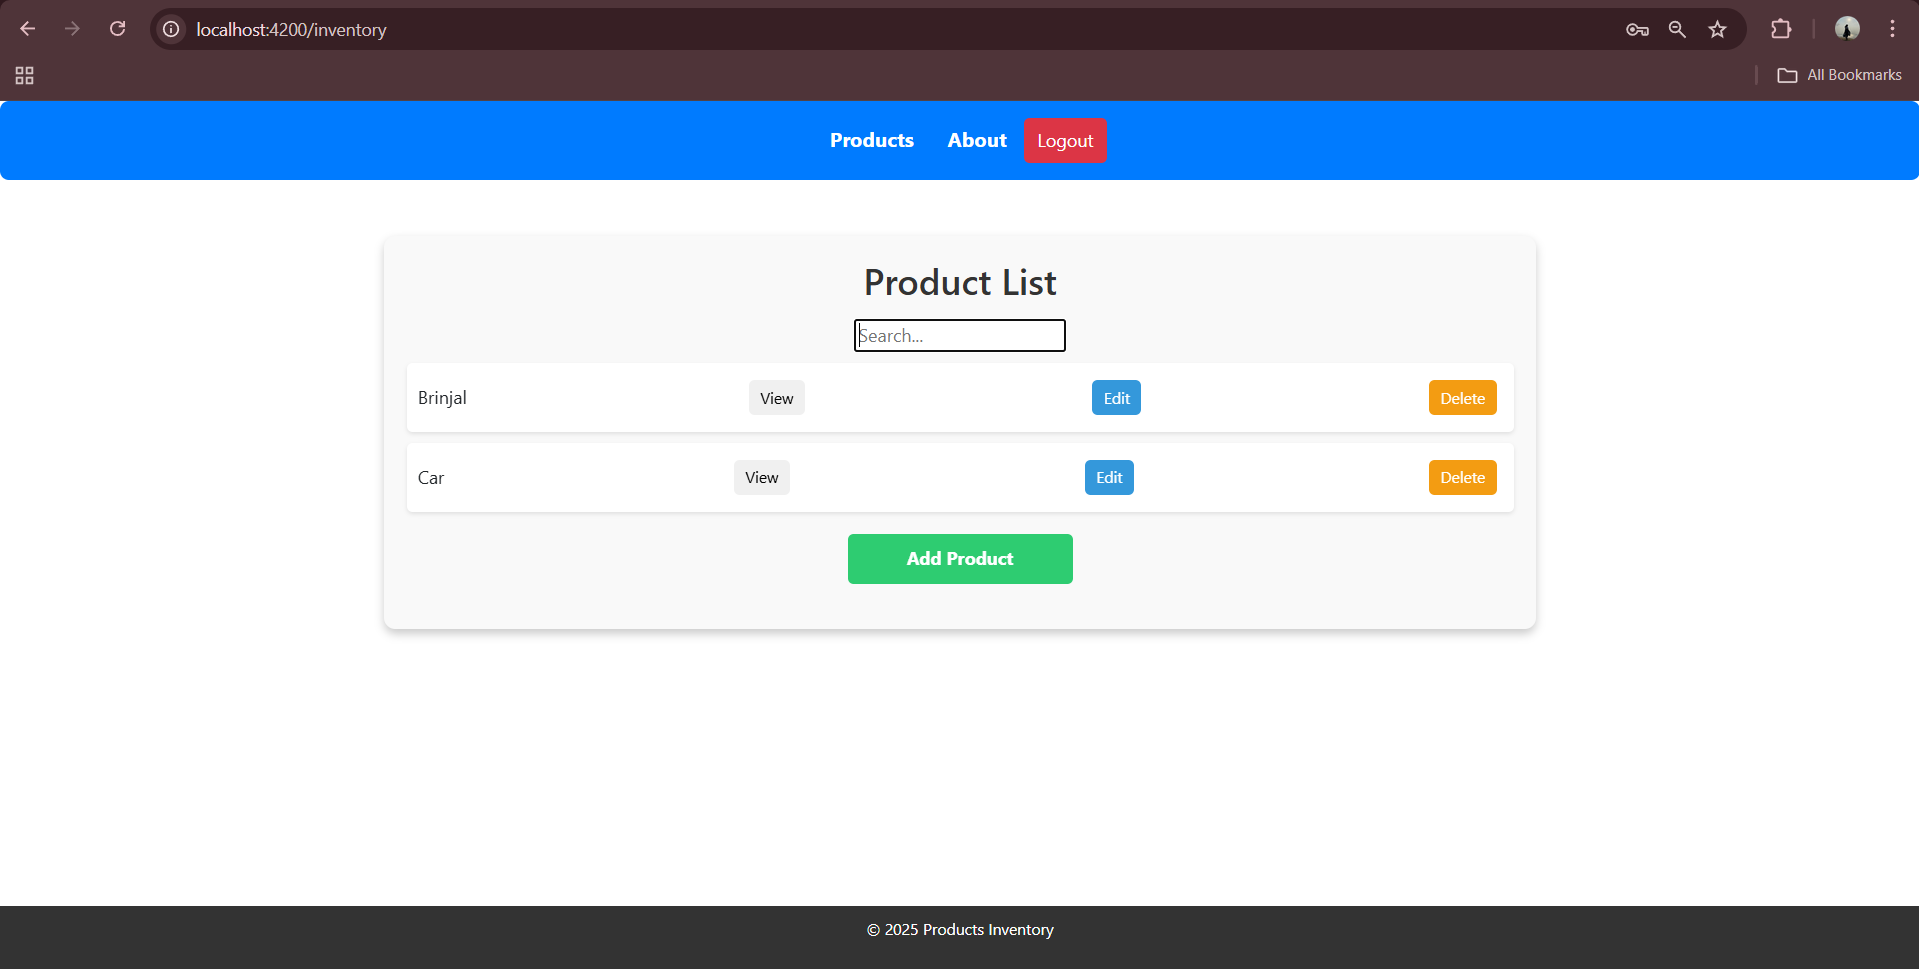 localhost:4200/inventory
All Bookmarks
Products About Logout
Product List
Search...
Brinjal View Edit Delete
Car View Edit Delete
Add Product
© 2025 Products Inventory